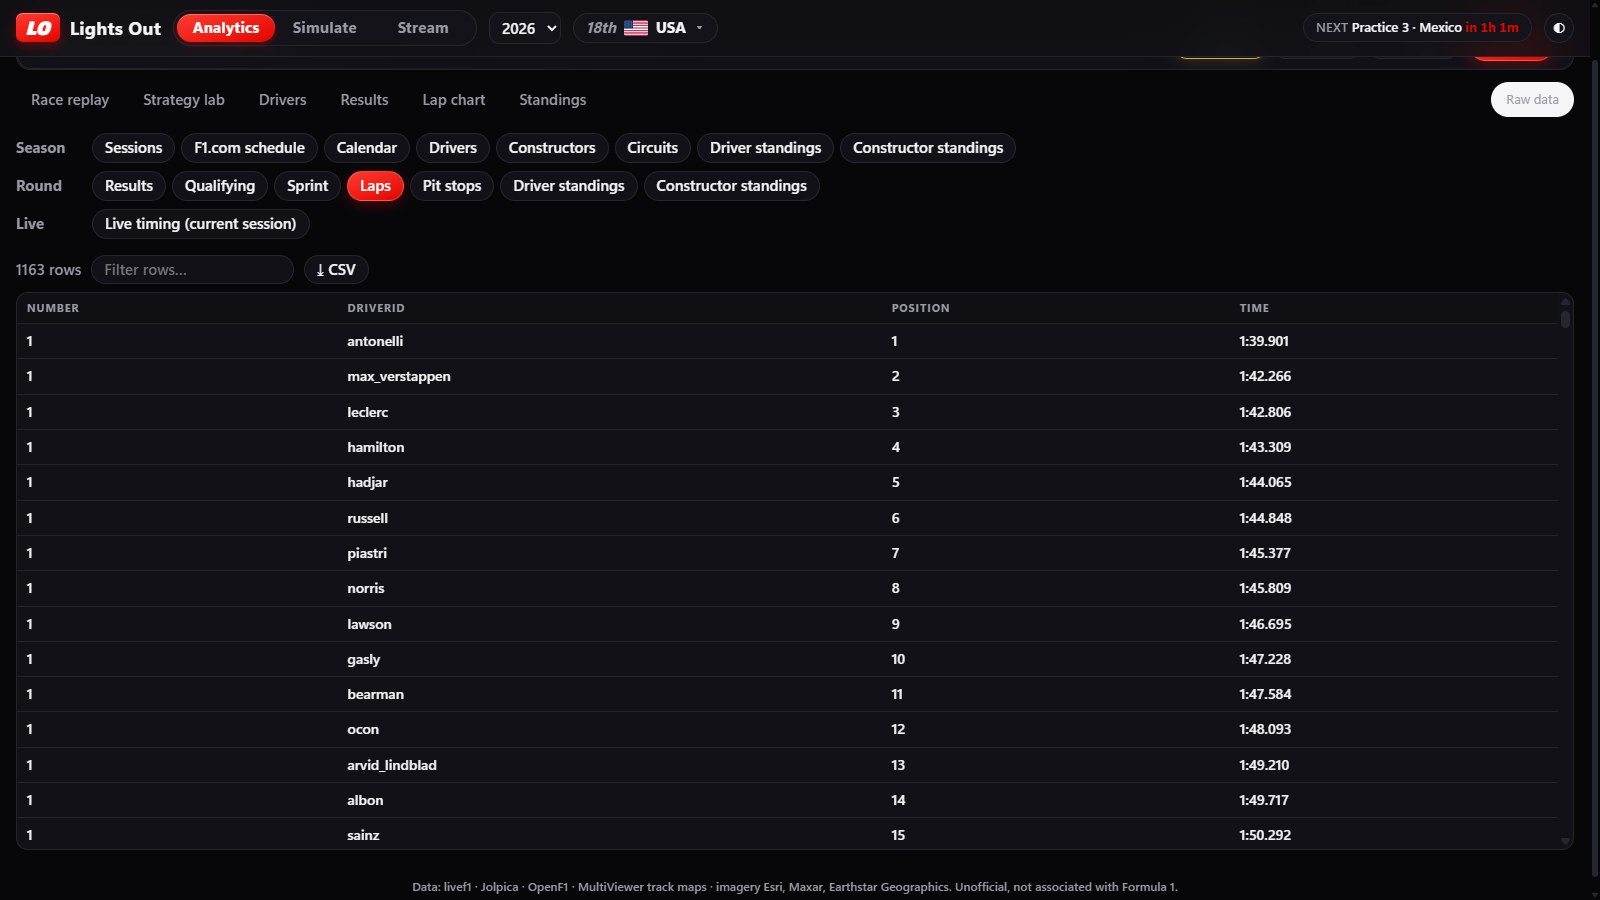 LO Lights Out Analytics Simulate Stream 2026 18th USA NEXT Practice 3 · Mexico in 1h 1m
Race replay Strategy lab Drivers Results Lap chart Standings Raw data
Season Sessions F1.com schedule Calendar Drivers Constructors Circuits Driver standings Constructor standings
Round Results Qualifying Sprint Laps Pit stops Driver standings Constructor standings
Live Live timing (current session)
1163 rows Filter rows... ⤓ CSV
NUMBER DRIVERID POSITION TIME
1 antonelli 1 1:39.901
1 max_verstappen 2 1:42.266
1 leclerc 3 1:42.806
1 hamilton 4 1:43.309
1 hadjar 5 1:44.065
1 russell 6 1:44.848
1 piastri 7 1:45.377
1 norris 8 1:45.809
1 lawson 9 1:46.695
1 gasly 10 1:47.228
1 bearman 11 1:47.584
1 ocon 12 1:48.093
1 arvid_lindblad 13 1:49.210
1 albon 14 1:49.717
1 sainz 15 1:50.292
Data: livef1 · Jolpica · OpenF1 · MultiViewer track maps · imagery Esri, Maxar, Earthstar Geographics. Unofficial, not associated with Formula 1.